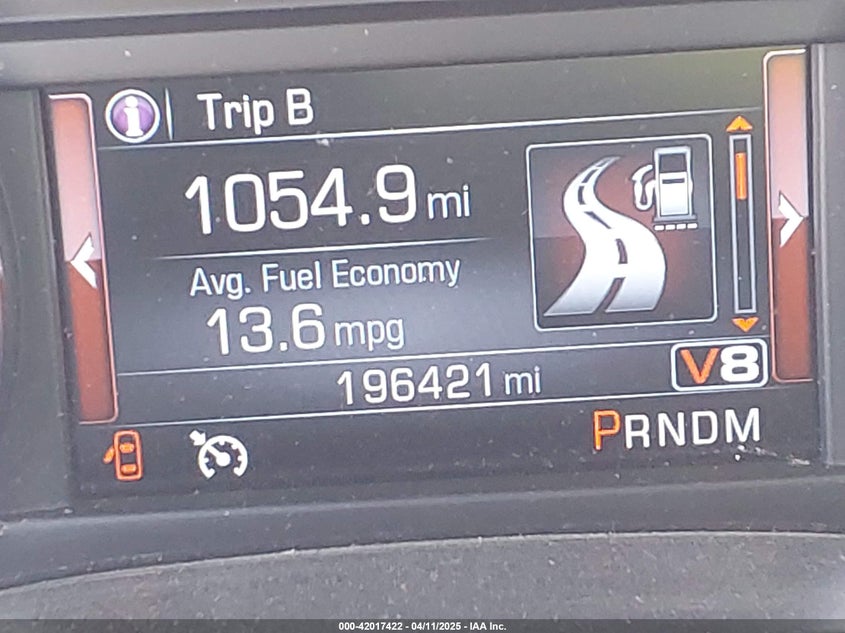 Trip B
1054.9 mi
Avg. Fuel Economy
13.6 mpg
196421 mi
V8
PRNDM
000-42017422 - 04/11/2025 - IAA Inc.